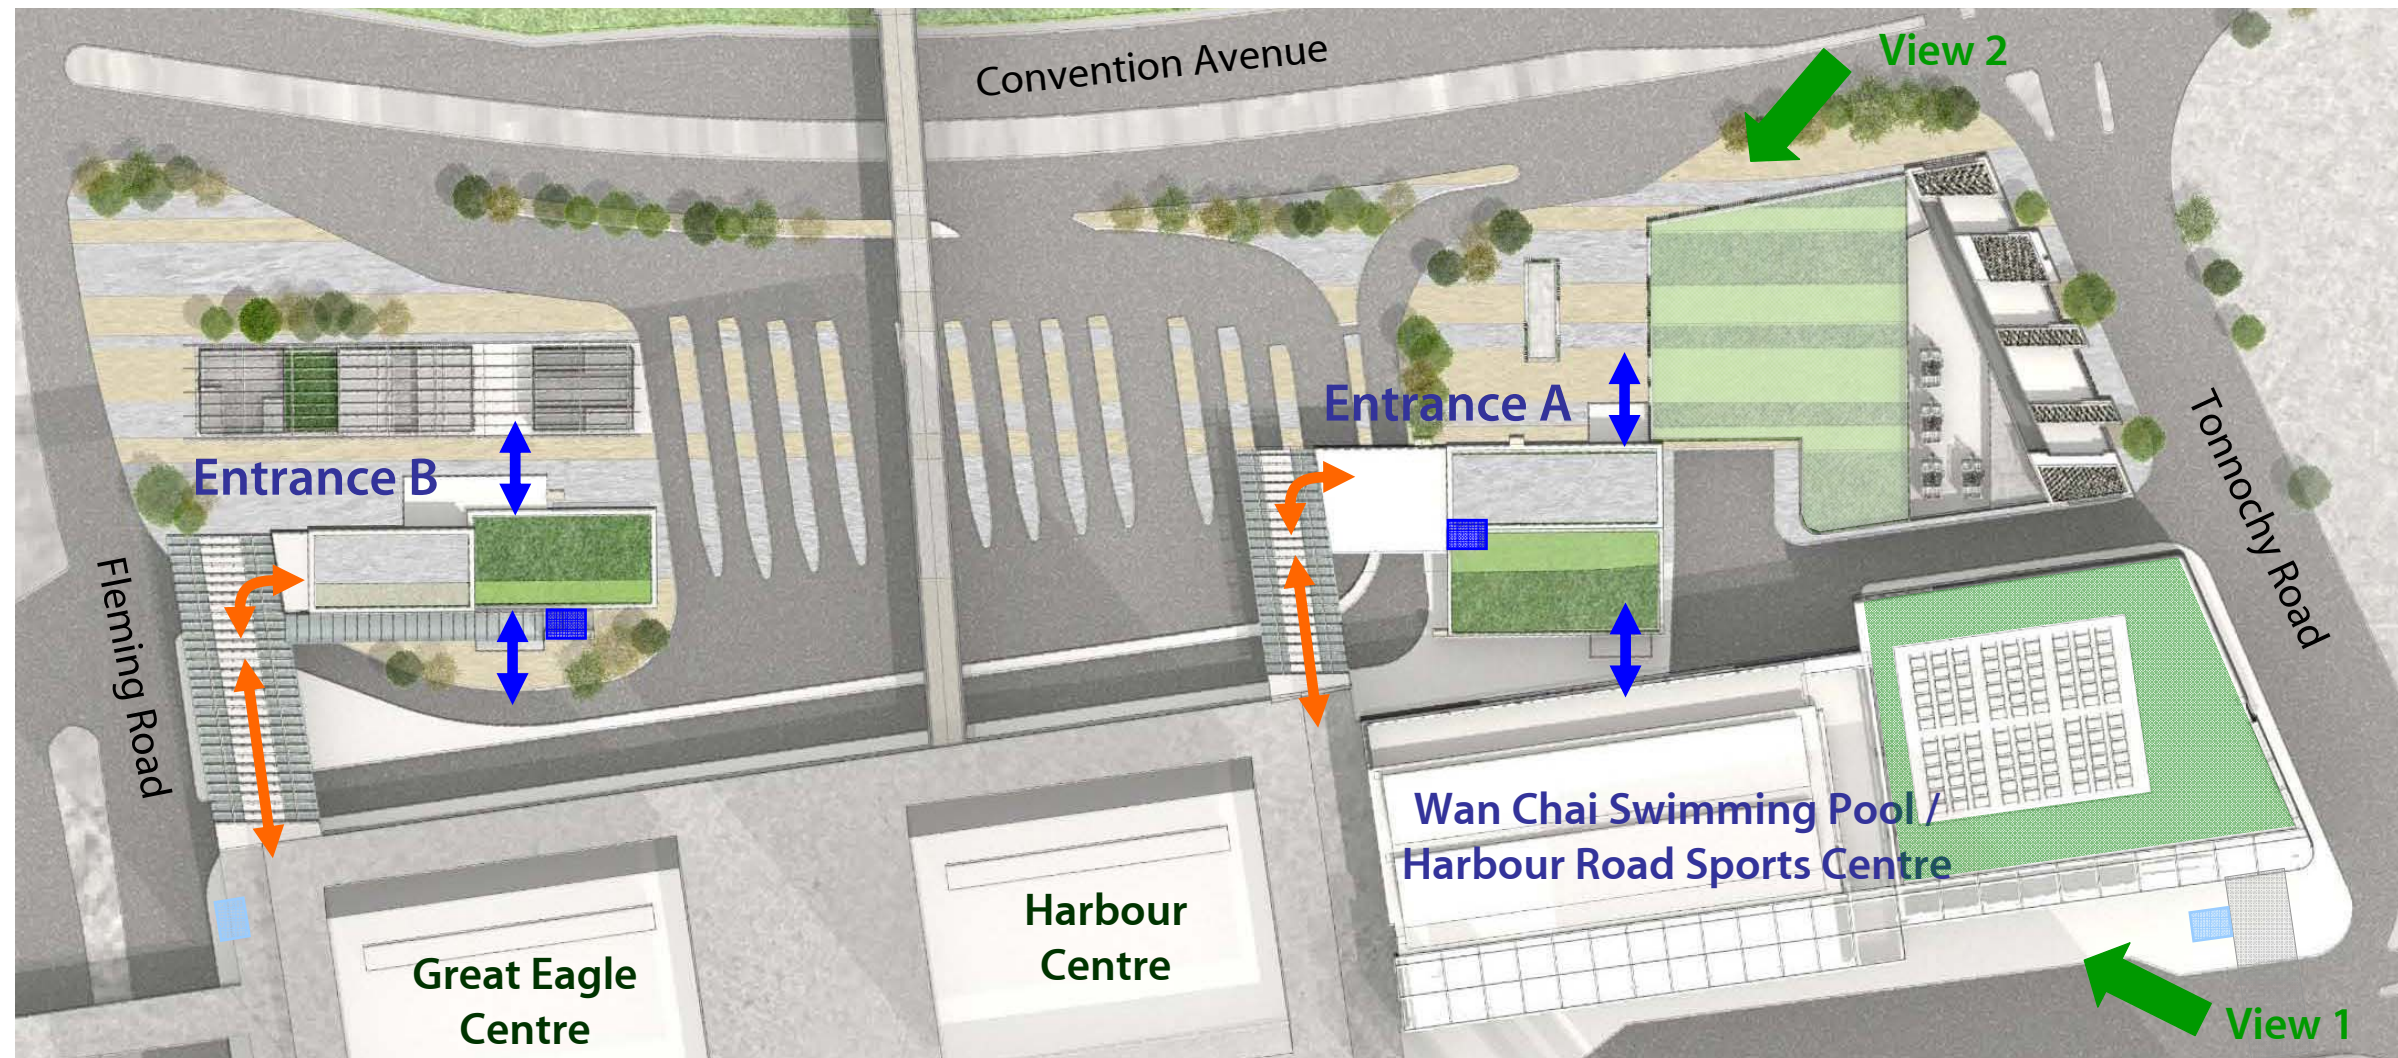 View 2
Convention Avenue
Entrance A
Entrance B
Tonnochy Road
Fleming Road
Wan Chai Swimming Pool /
Harbour Road Sports Centre
Harbour
Centre
Great Eagle
Centre
View 1